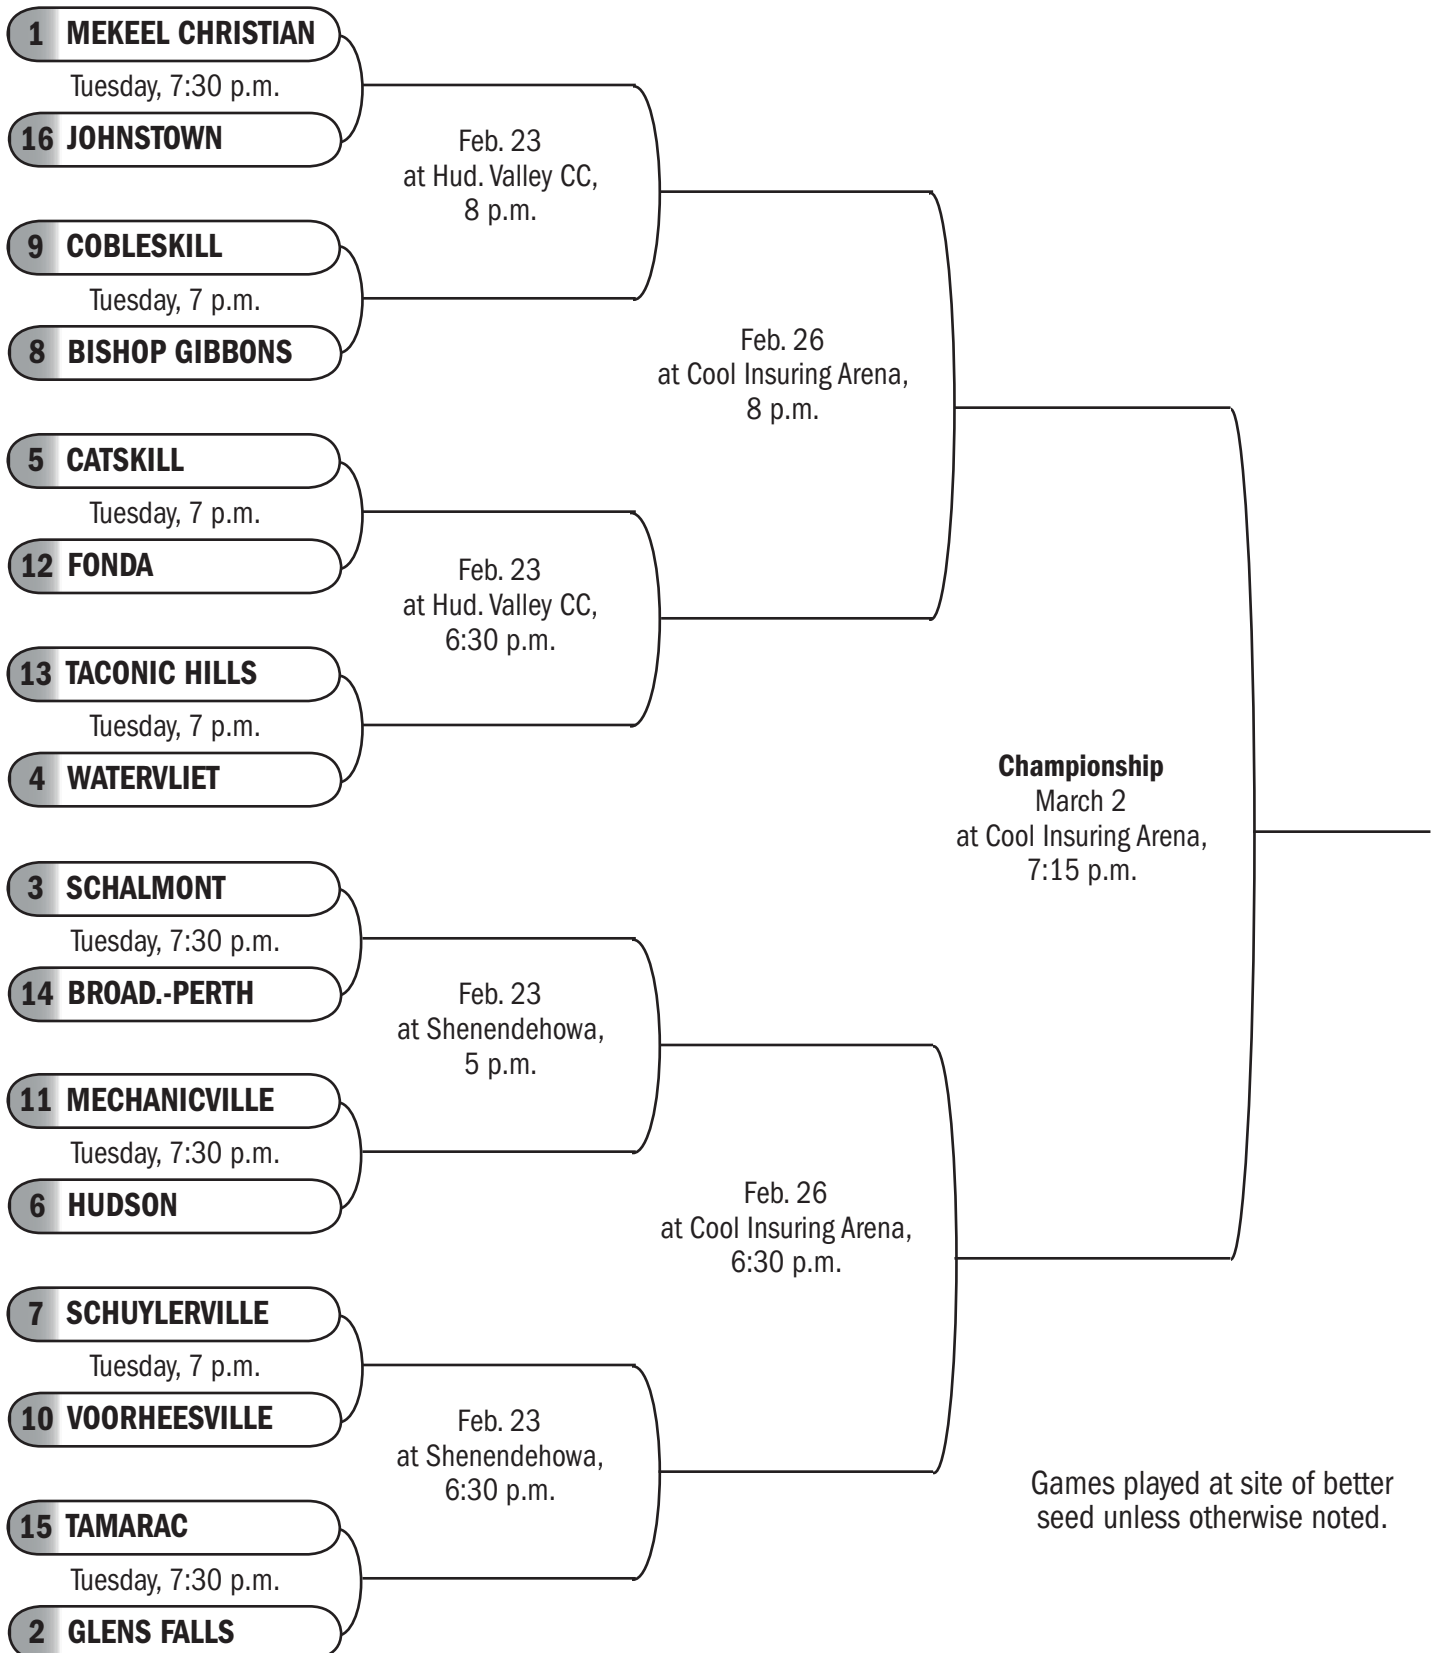 1 MEKEEL CHRISTIAN
Tuesday, 7:30 p.m.
16 JOHNSTOWN
9 COBLESKILL
Tuesday, 7 p.m.
8 BISHOP GIBBONS
5 CATSKILL
Tuesday, 7 p.m.
12 FONDA
13 TACONIC HILLS
Tuesday, 7 p.m.
4 WATERVLIET
3 SCHALMONT
Tuesday, 7:30 p.m.
14 BROAD.-PERTH
11 MECHANICVILLE
Tuesday, 7:30 p.m.
6 HUDSON
7 SCHUYLERVILLE
Tuesday, 7 p.m.
10 VOORHEESVILLE
15 TAMARAC
Tuesday, 7:30 p.m.
2 GLENS FALLS
Feb. 23
at Hud. Valley CC,
8 p.m.
Feb. 23
at Hud. Valley CC,
6:30 p.m.
Feb. 23
at Shenendehowa,
5 p.m.
Feb. 23
at Shenendehowa,
6:30 p.m.
Feb. 26
at Cool Insuring Arena,
8 p.m.
Feb. 26
at Cool Insuring Arena,
6:30 p.m.
Championship
March 2
at Cool Insuring Arena,
7:15 p.m.
Games played at site of better
seed unless otherwise noted.